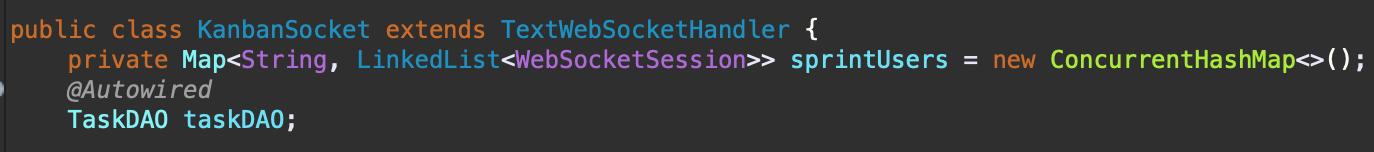 public class KanbanSocket extends TextWebSocketHandler {
    private Map<String, LinkedList<WebSocketSession>> sprintUsers = new ConcurrentHashMap<>();
    @Autowired
    TaskDAO taskDAO;